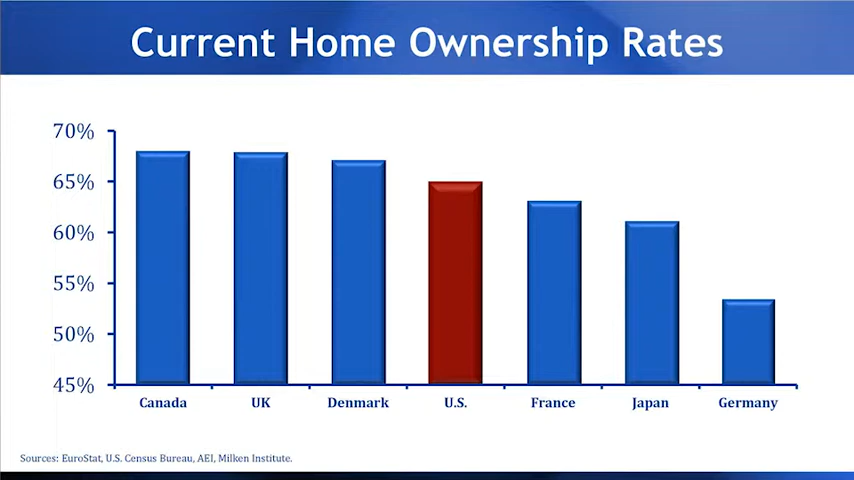 Current Home Ownership Rates
70%
65%
60%
55%
50%
45%
Canada UK Denmark U.S. France Japan Germany
Sources: EuroStat, U.S. Census Bureau, AEI, Milken Institute.